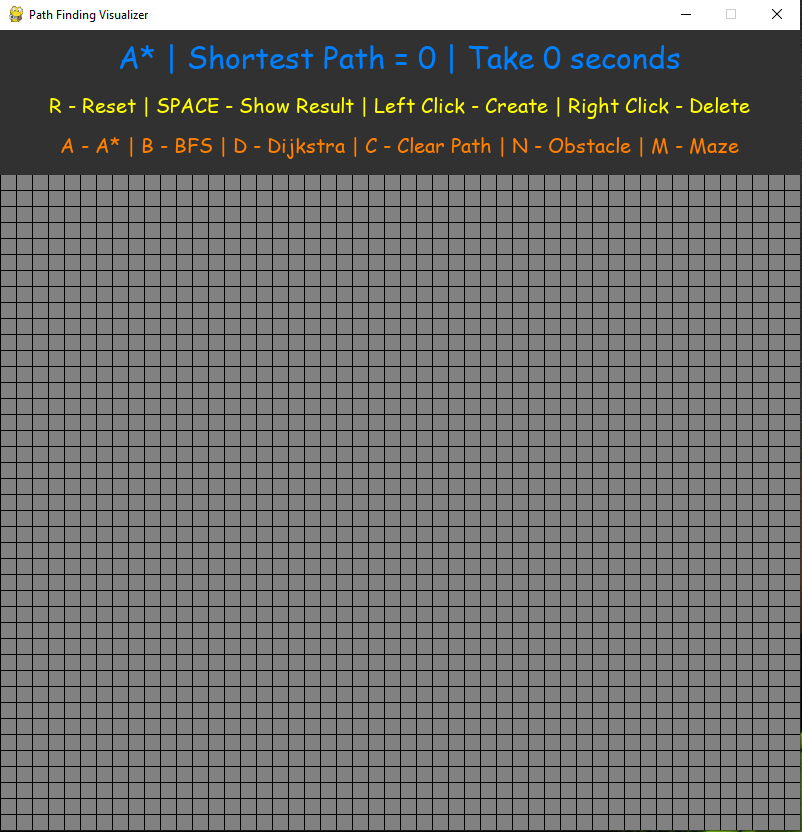 Path Finding Visualizer
A* | Shortest Path = 0 | Take 0 seconds
R - Reset | SPACE - Show Result | Left Click - Create | Right Click - Delete
A - A* | B - BFS | D - Dijkstra | C - Clear Path | N - Obstacle | M - Maze